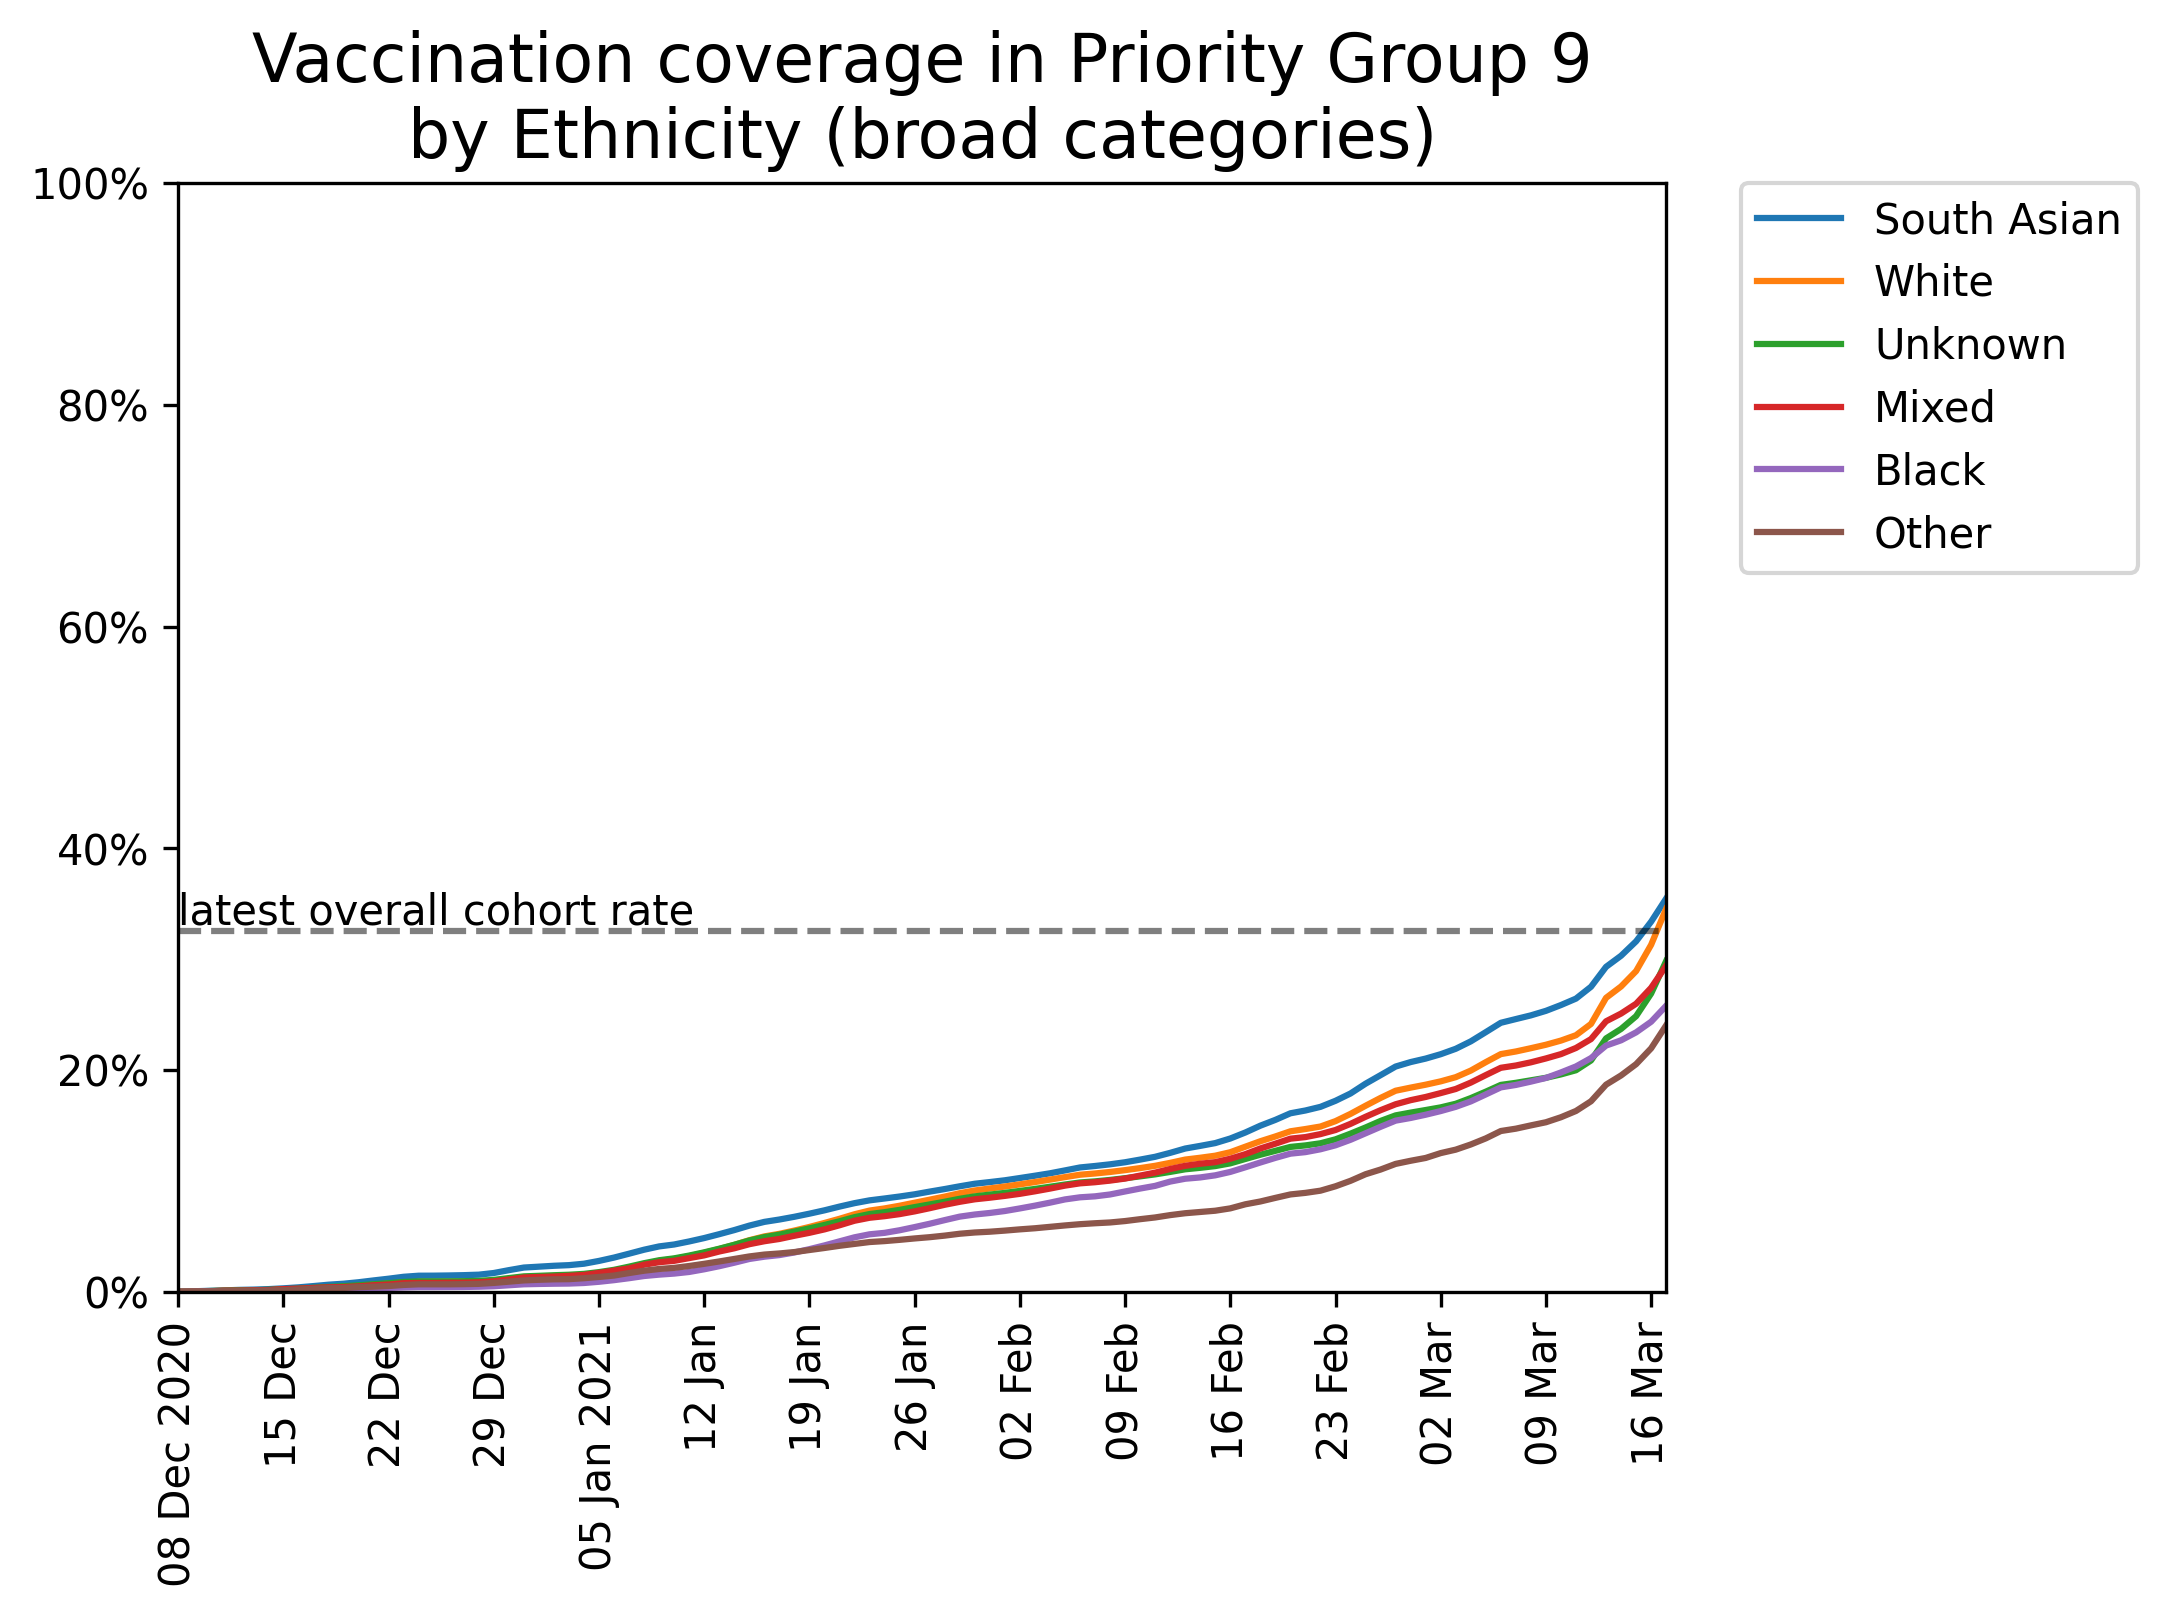 Vaccination coverage in Priority Group 9
by Ethnicity (broad categories)
100%
80%
60%
40%
20%
0%
latest overall cohort rate
08 Dec 2020
15 Dec
22 Dec
29 Dec
05 Jan 2021
12 Jan
19 Jan
26 Jan
02 Feb
09 Feb
16 Feb
23 Feb
02 Mar
09 Mar
16 Mar
South Asian
White
Unknown
Mixed
Black
Other